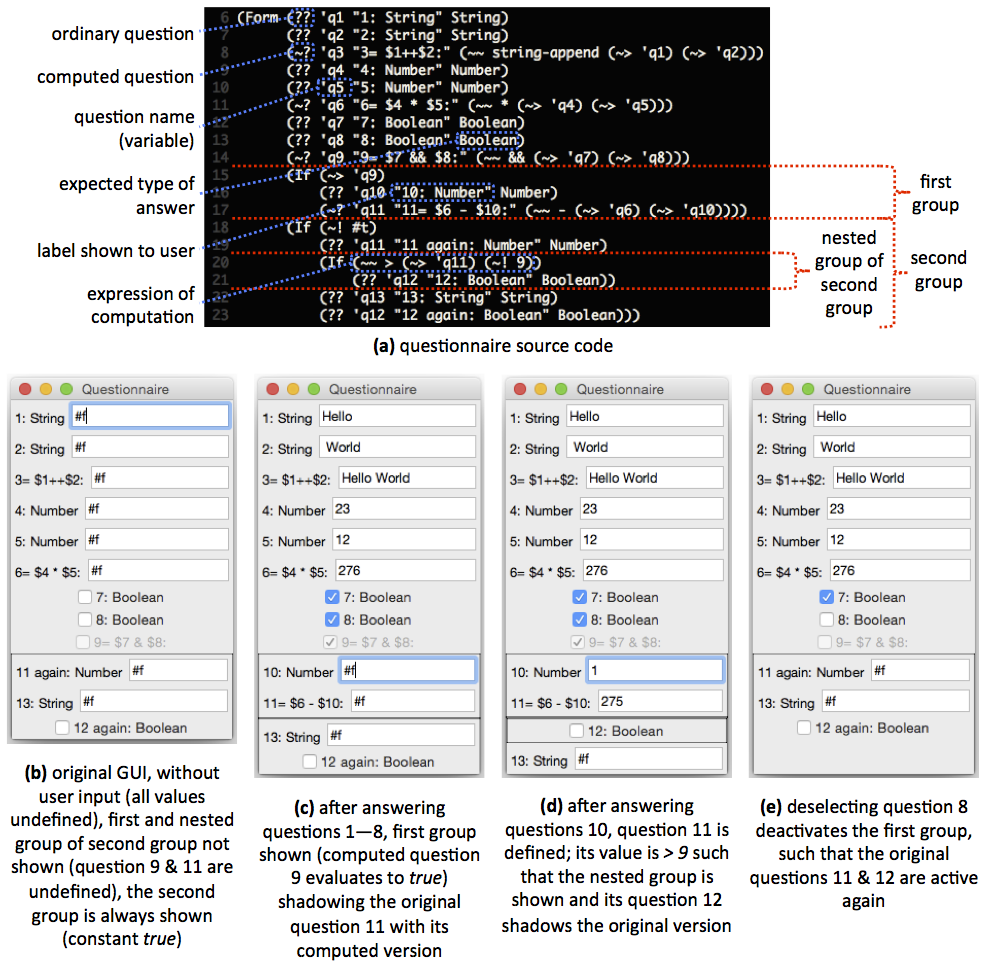 ordinary question
computed question
question name
(variable)
expected type of
answer
label shown to user
expression of
computation
6 (Form (?? 'q1 "1: String" String)
7 (?? 'q2 "2: String" String)
8 (~? 'q3 "3= $1++$2:" (~~ string-append (~> 'q1) (~> 'q2)))
9 (?? 'q4 "4: Number" Number)
10 (?? 'q5 "5: Number" Number)
11 (~? 'q6 "6= $4 * $5:" (~~ * (~> 'q4) (~> 'q5)))
12 (?? 'q7 "7: Boolean" Boolean)
13 (?? 'q8 "8: Boolean" Boolean)
14 (~? 'q9 "9= $7 && $8:" (~~ && (~> 'q7) (~> 'q8)))
15 (If (~> 'q9)
16 (?? 'q10 "10: Number" Number)
17 (~? 'q11 "11= $6 - $10:" (~~ - (~> 'q6) (~> 'q10))))
18 (If (~! #t)
19 (?? 'q11 "11 again: Number" Number)
20 (If (~~ > (~> 'q11) (~! 9))
21 (?? 'q12 "12: Boolean" Boolean))
22 (?? 'q13 "13: String" String)
23 (?? 'q12 "12 again: Boolean" Boolean)))
first
group
nested
group of
second
group
second
group
(a) questionnaire source code
Questionnaire
1: String #f
2: String #f
3= $1++$2: #f
4: Number #f
5: Number #f
6= $4 * $5: #f
7: Boolean
8: Boolean
9= $7 & $8:
11 again: Number #f
13: String #f
12 again: Boolean
(b) original GUI, without
user input (all values
undefined), first and nested
group of second group not
shown (question 9 & 11 are
undefined), the second
group is always shown
(constant true)
Questionnaire
1: String Hello
2: String World
3= $1++$2: Hello World
4: Number 23
5: Number 12
6= $4 * $5: 276
7: Boolean
8: Boolean
9= $7 & $8:
10: Number #f
11= $6 - $10: #f
13: String #f
12 again: Boolean
(c) after answering
questions 1—8, first group
shown (computed question
9 evaluates to true)
shadowing the original
question 11 with its
computed version
Questionnaire
1: String Hello
2: String World
3= $1++$2: Hello World
4: Number 23
5: Number 12
6= $4 * $5: 276
7: Boolean
8: Boolean
9= $7 & $8:
10: Number 1
11= $6 - $10: 275
12: Boolean
13: String #f
(d) after answering
questions 10, question 11 is
defined; its value is > 9 such
that the nested group is
shown and its question 12
shadows the original version
Questionnaire
1: String Hello
2: String World
3= $1++$2: Hello World
4: Number 23
5: Number 12
6= $4 * $5: 276
7: Boolean
8: Boolean
9= $7 & $8:
11 again: Number #f
13: String #f
12 again: Boolean
(e) deselecting question 8
deactivates the first group,
such that the original
questions 11 & 12 are active
again